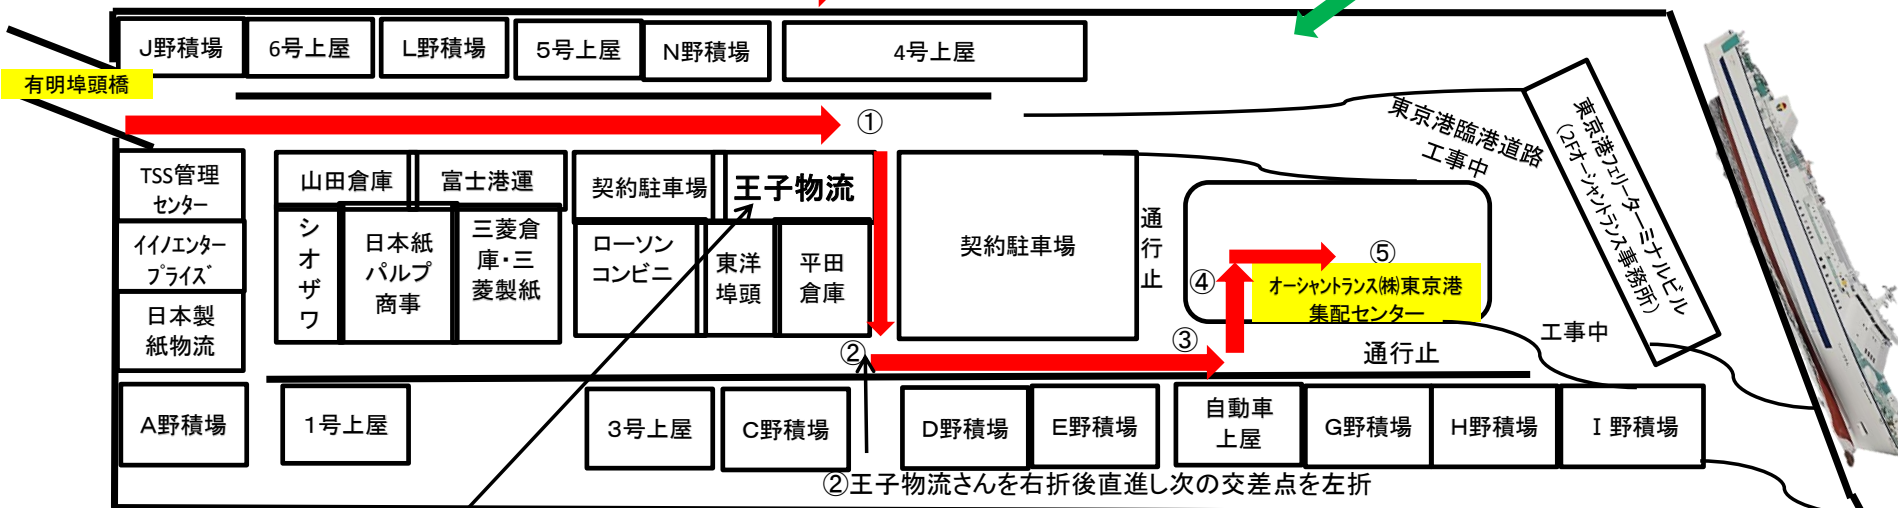 J野積場
6号上屋
L野積場
5号上屋
N野積場
4号上屋
有明埠頭橋
①
東京港臨港道路
工事中
東京港フェリーターミナルビル
(2Fオーシャントランス事務所)
TSS管理
センター
イイノエンター
プライズ
日本製
紙物流
山田倉庫
富士港運
シオザワ
日本紙
パルプ
商事
三菱倉
庫・三
菱製紙
契約駐車場
王子物流
ローソン
コンビニ
東洋
埠頭
平田
倉庫
契約駐車場
通行止
④
⑤
オーシャントランス㈱東京港
集配センター
②
③
通行止
工事中
A野積場
1号上屋
3号上屋
C野積場
D野積場
E野積場
自動車
上屋
G野積場
H野積場
I 野積場
②王子物流さんを右折後直進し次の交差点を左折